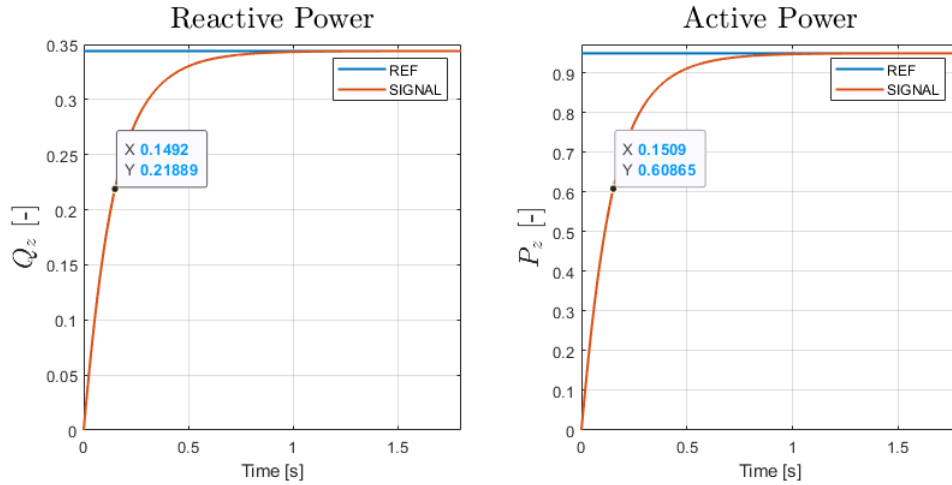 Reactive Power
0.35
0.3
0.25
0.2
0.15
0.1
0.05
0
Q_z [-]
REF
SIGNAL
X 0.1492
Y 0.21889
0
0.5
1
1.5
Time [s]
Active Power
0.9
0.8
0.7
0.6
0.5
0.4
0.3
0.2
0.1
0
P_z [-]
REF
SIGNAL
X 0.1509
Y 0.60865
0
0.5
1
1.5
Time [s]